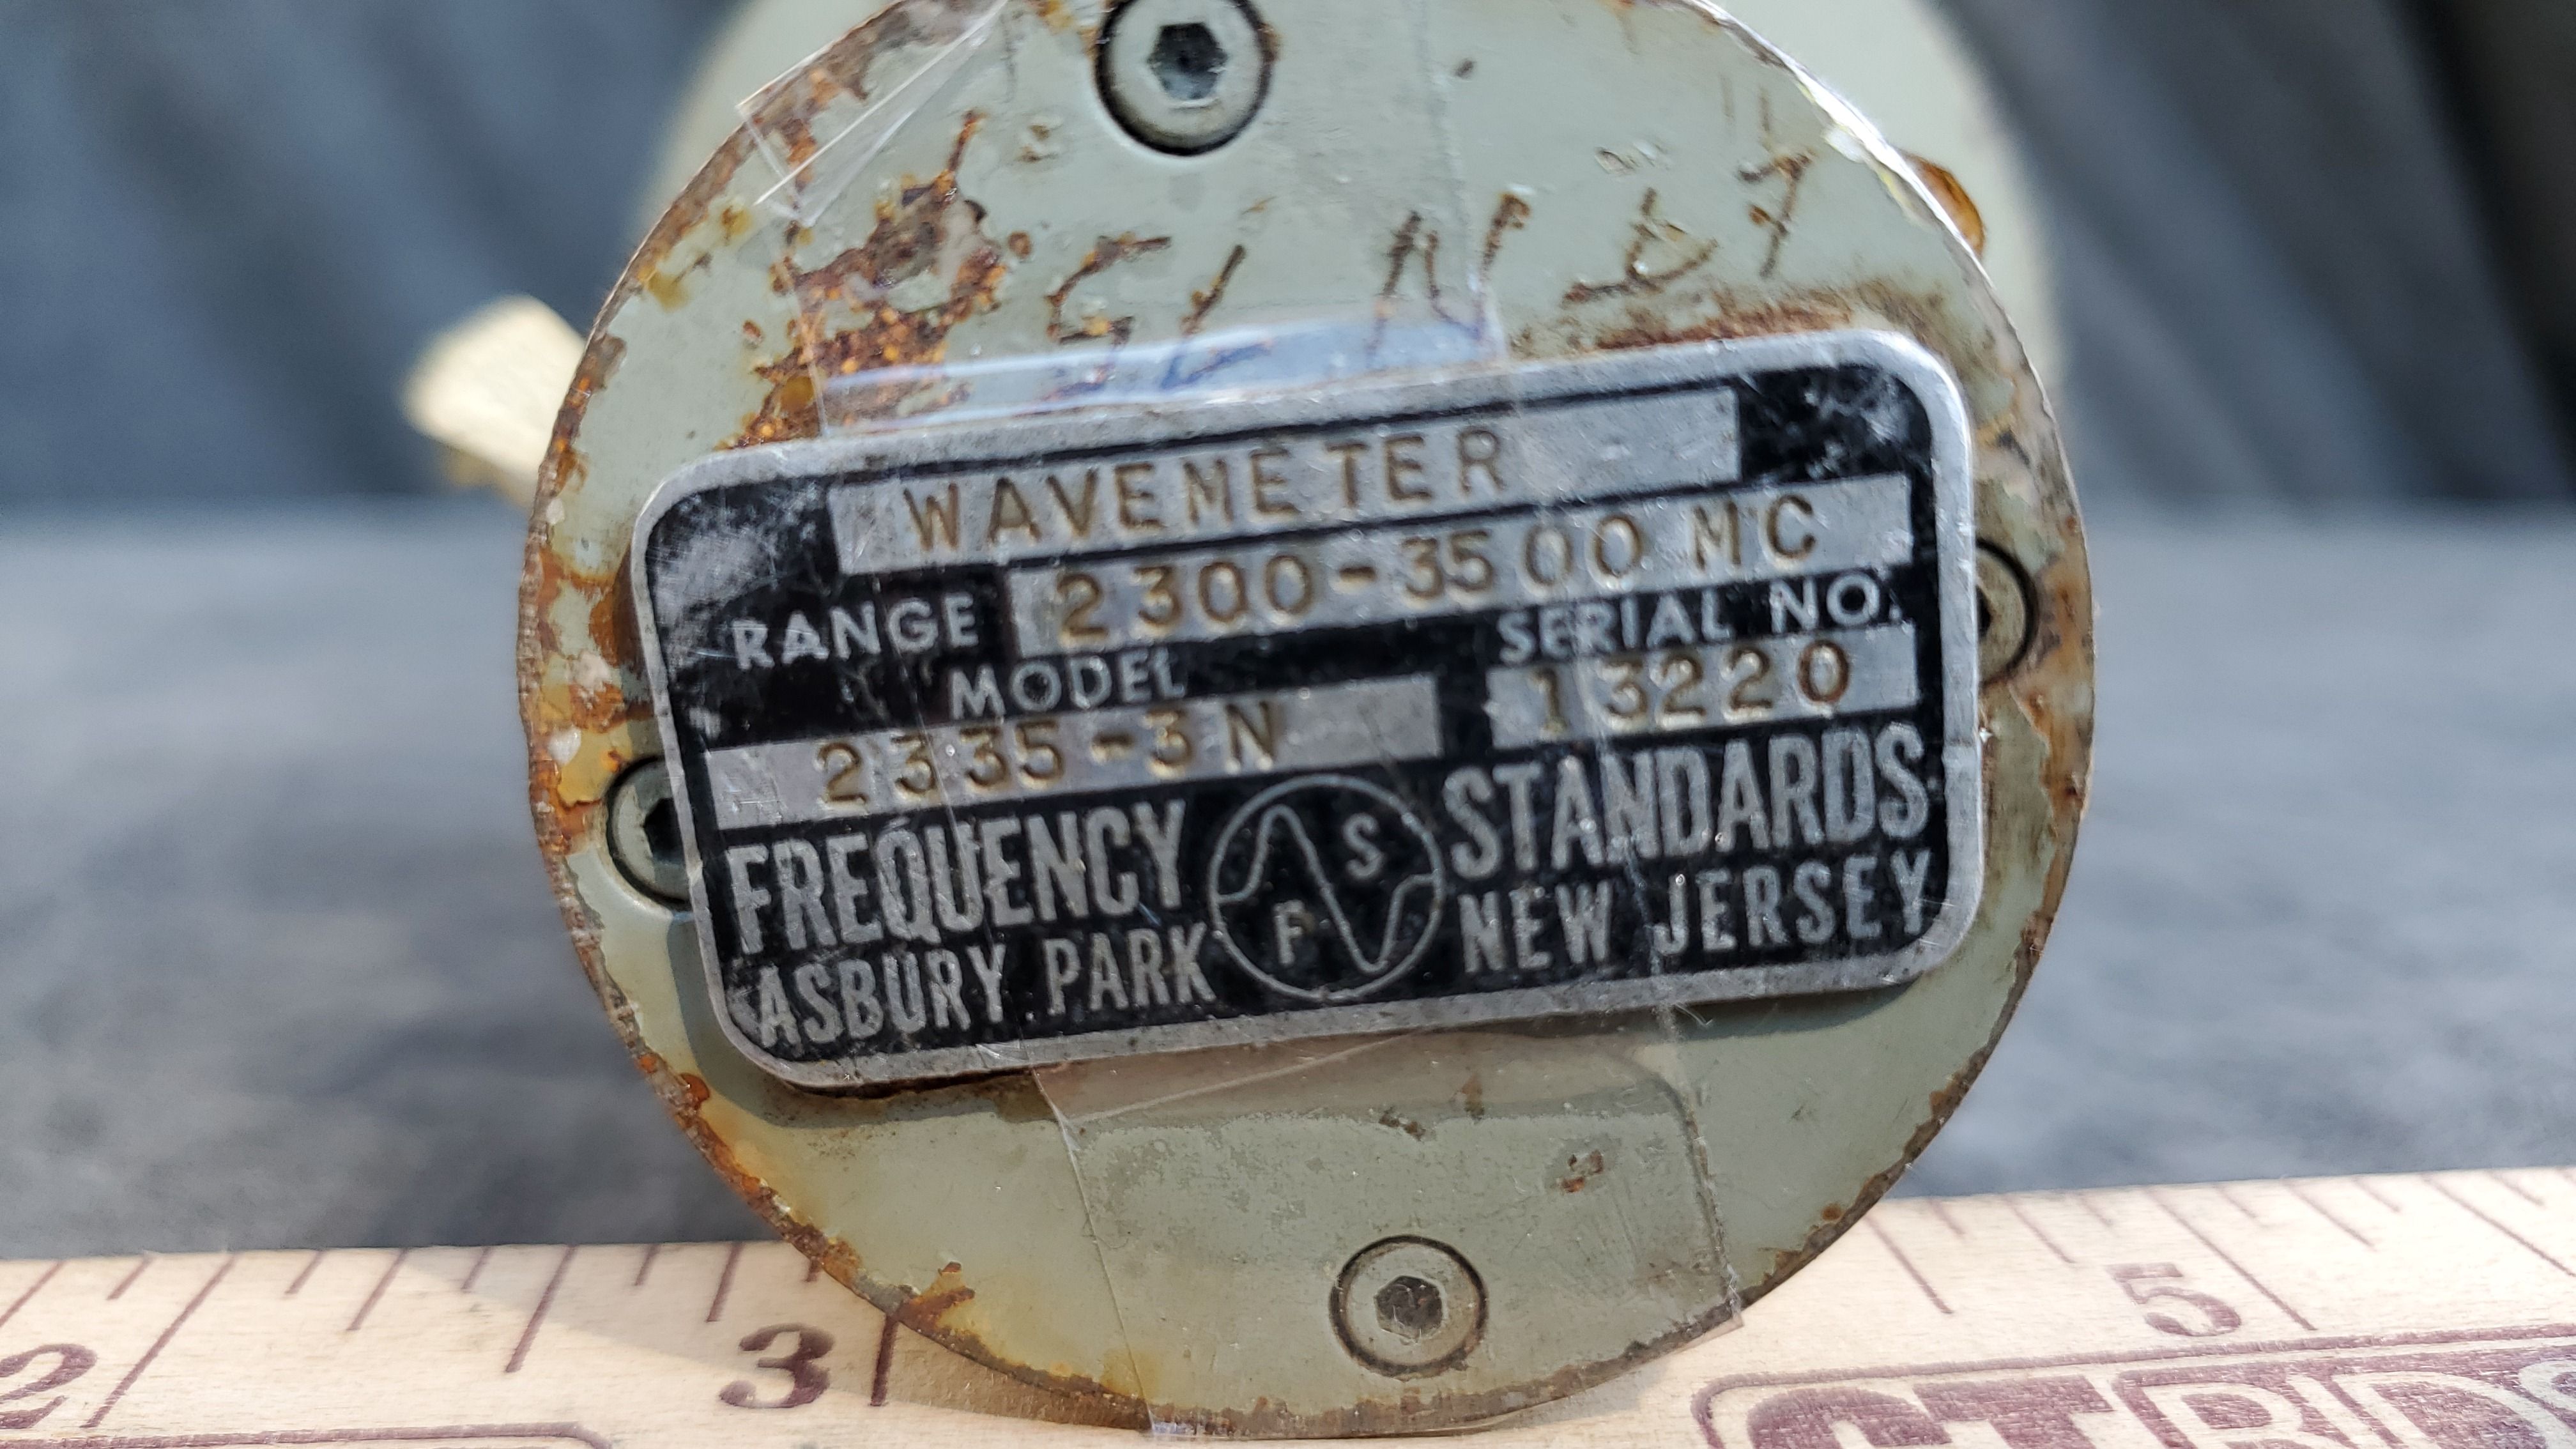 WAVEMETER
RANGE 2300-3500 MC
MODEL SERIAL NO.
2335-3N 13220
FREQUENCY FS STANDARDS
ASBURY PARK NEW JERSEY
2 3 5